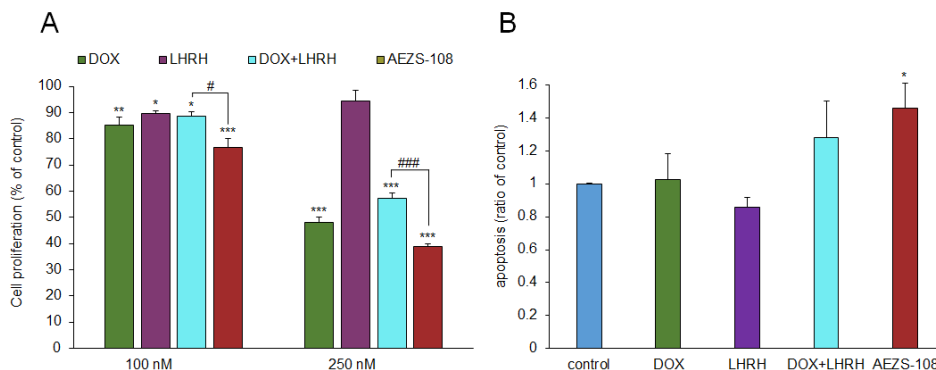 A
DOX LHRH DOX+LHRH AEZS-108
Cell proliferation (% of control)
100
90
80
70
60
50
40
30
20
10
0
** * * # ***
*** *** ### ***
100 nM 250 nM
B
apoptosis (ratio of control)
1.6
1.4
1.2
1
0.8
0.6
0.4
0.2
0
*
control DOX LHRH DOX+LHRH AEZS-108